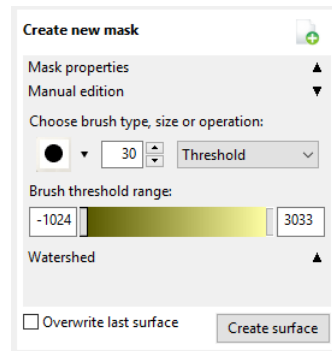 Create new mask
Mask properties
Manual edition
Choose brush type, size or operation:
30 Threshold
Brush threshold range:
-1024 3033
Watershed
Overwrite last surface Create surface